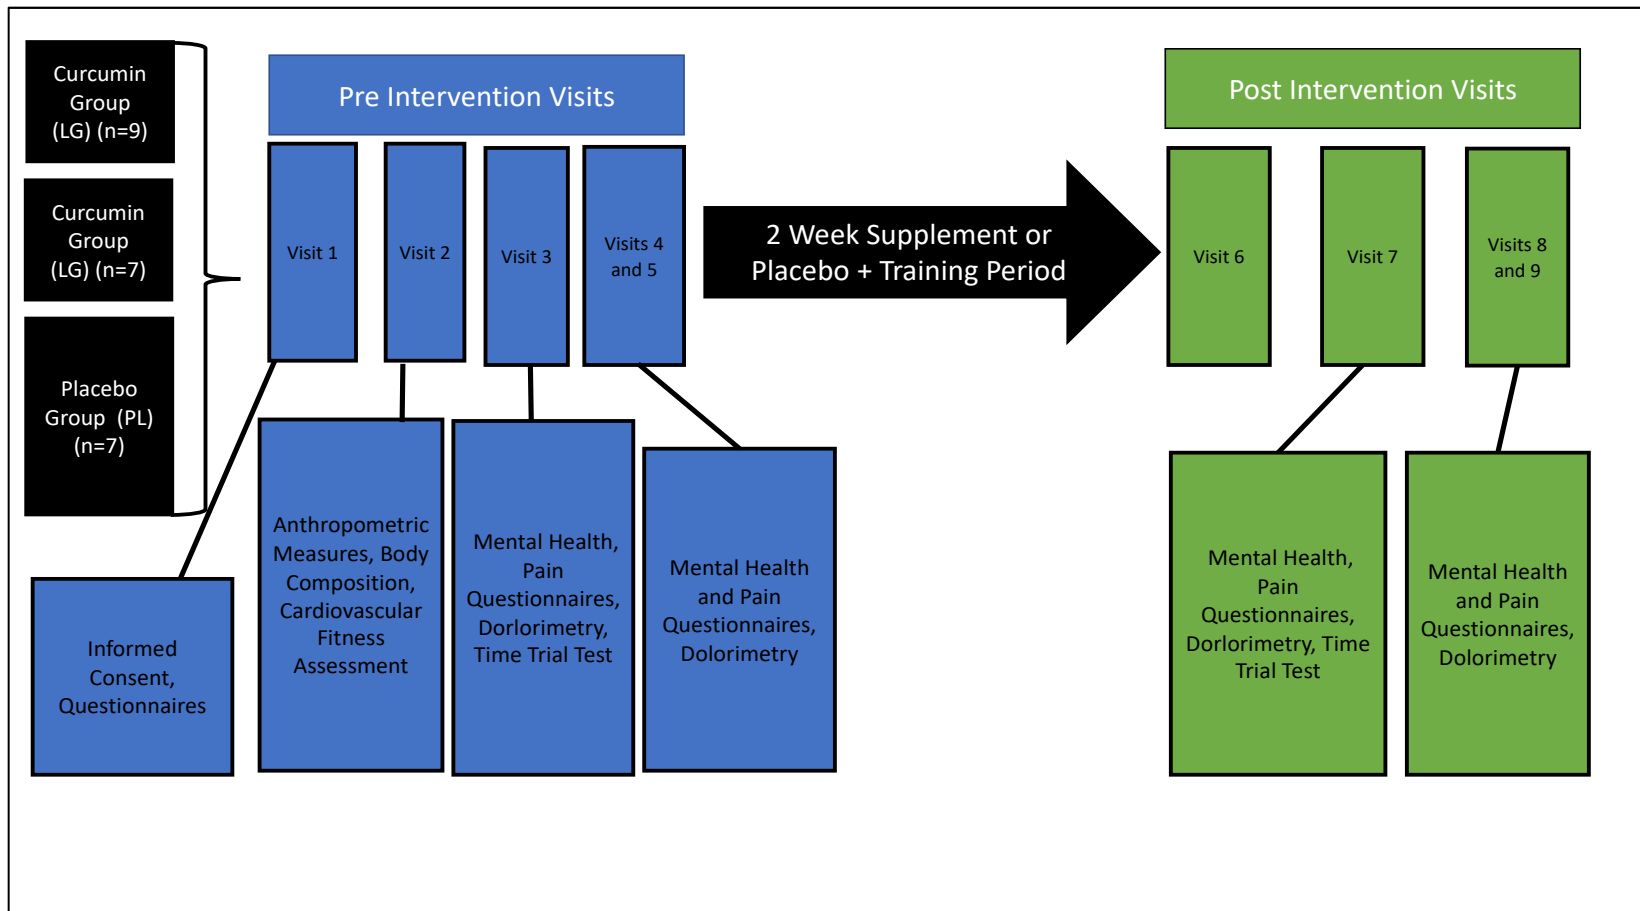 Curcumin
Group
(LG) (n=9)
Curcumin
Group
(LG) (n=7)
Placebo
Group  (PL)
(n=7)
Pre Intervention Visits
Visit 1
Visit 2
Visit 3
Visits 4
and 5
2 Week Supplement or
Placebo + Training Period
Post Intervention Visits
Visit 6
Visit 7
Visits 8
and 9
Informed
Consent,
Questionnaires
Anthropometric
Measures, Body
Composition,
Cardiovascular
Fitness
Assessment
Mental Health,
Pain
Questionnaires,
Dorlorimetry,
Time Trial Test
Mental Health
and Pain
Questionnaires,
Dolorimetry
Mental Health,
Pain
Questionnaires,
Dorlorimetry, Time
Trial Test
Mental Health
and Pain
Questionnaires,
Dolorimetry